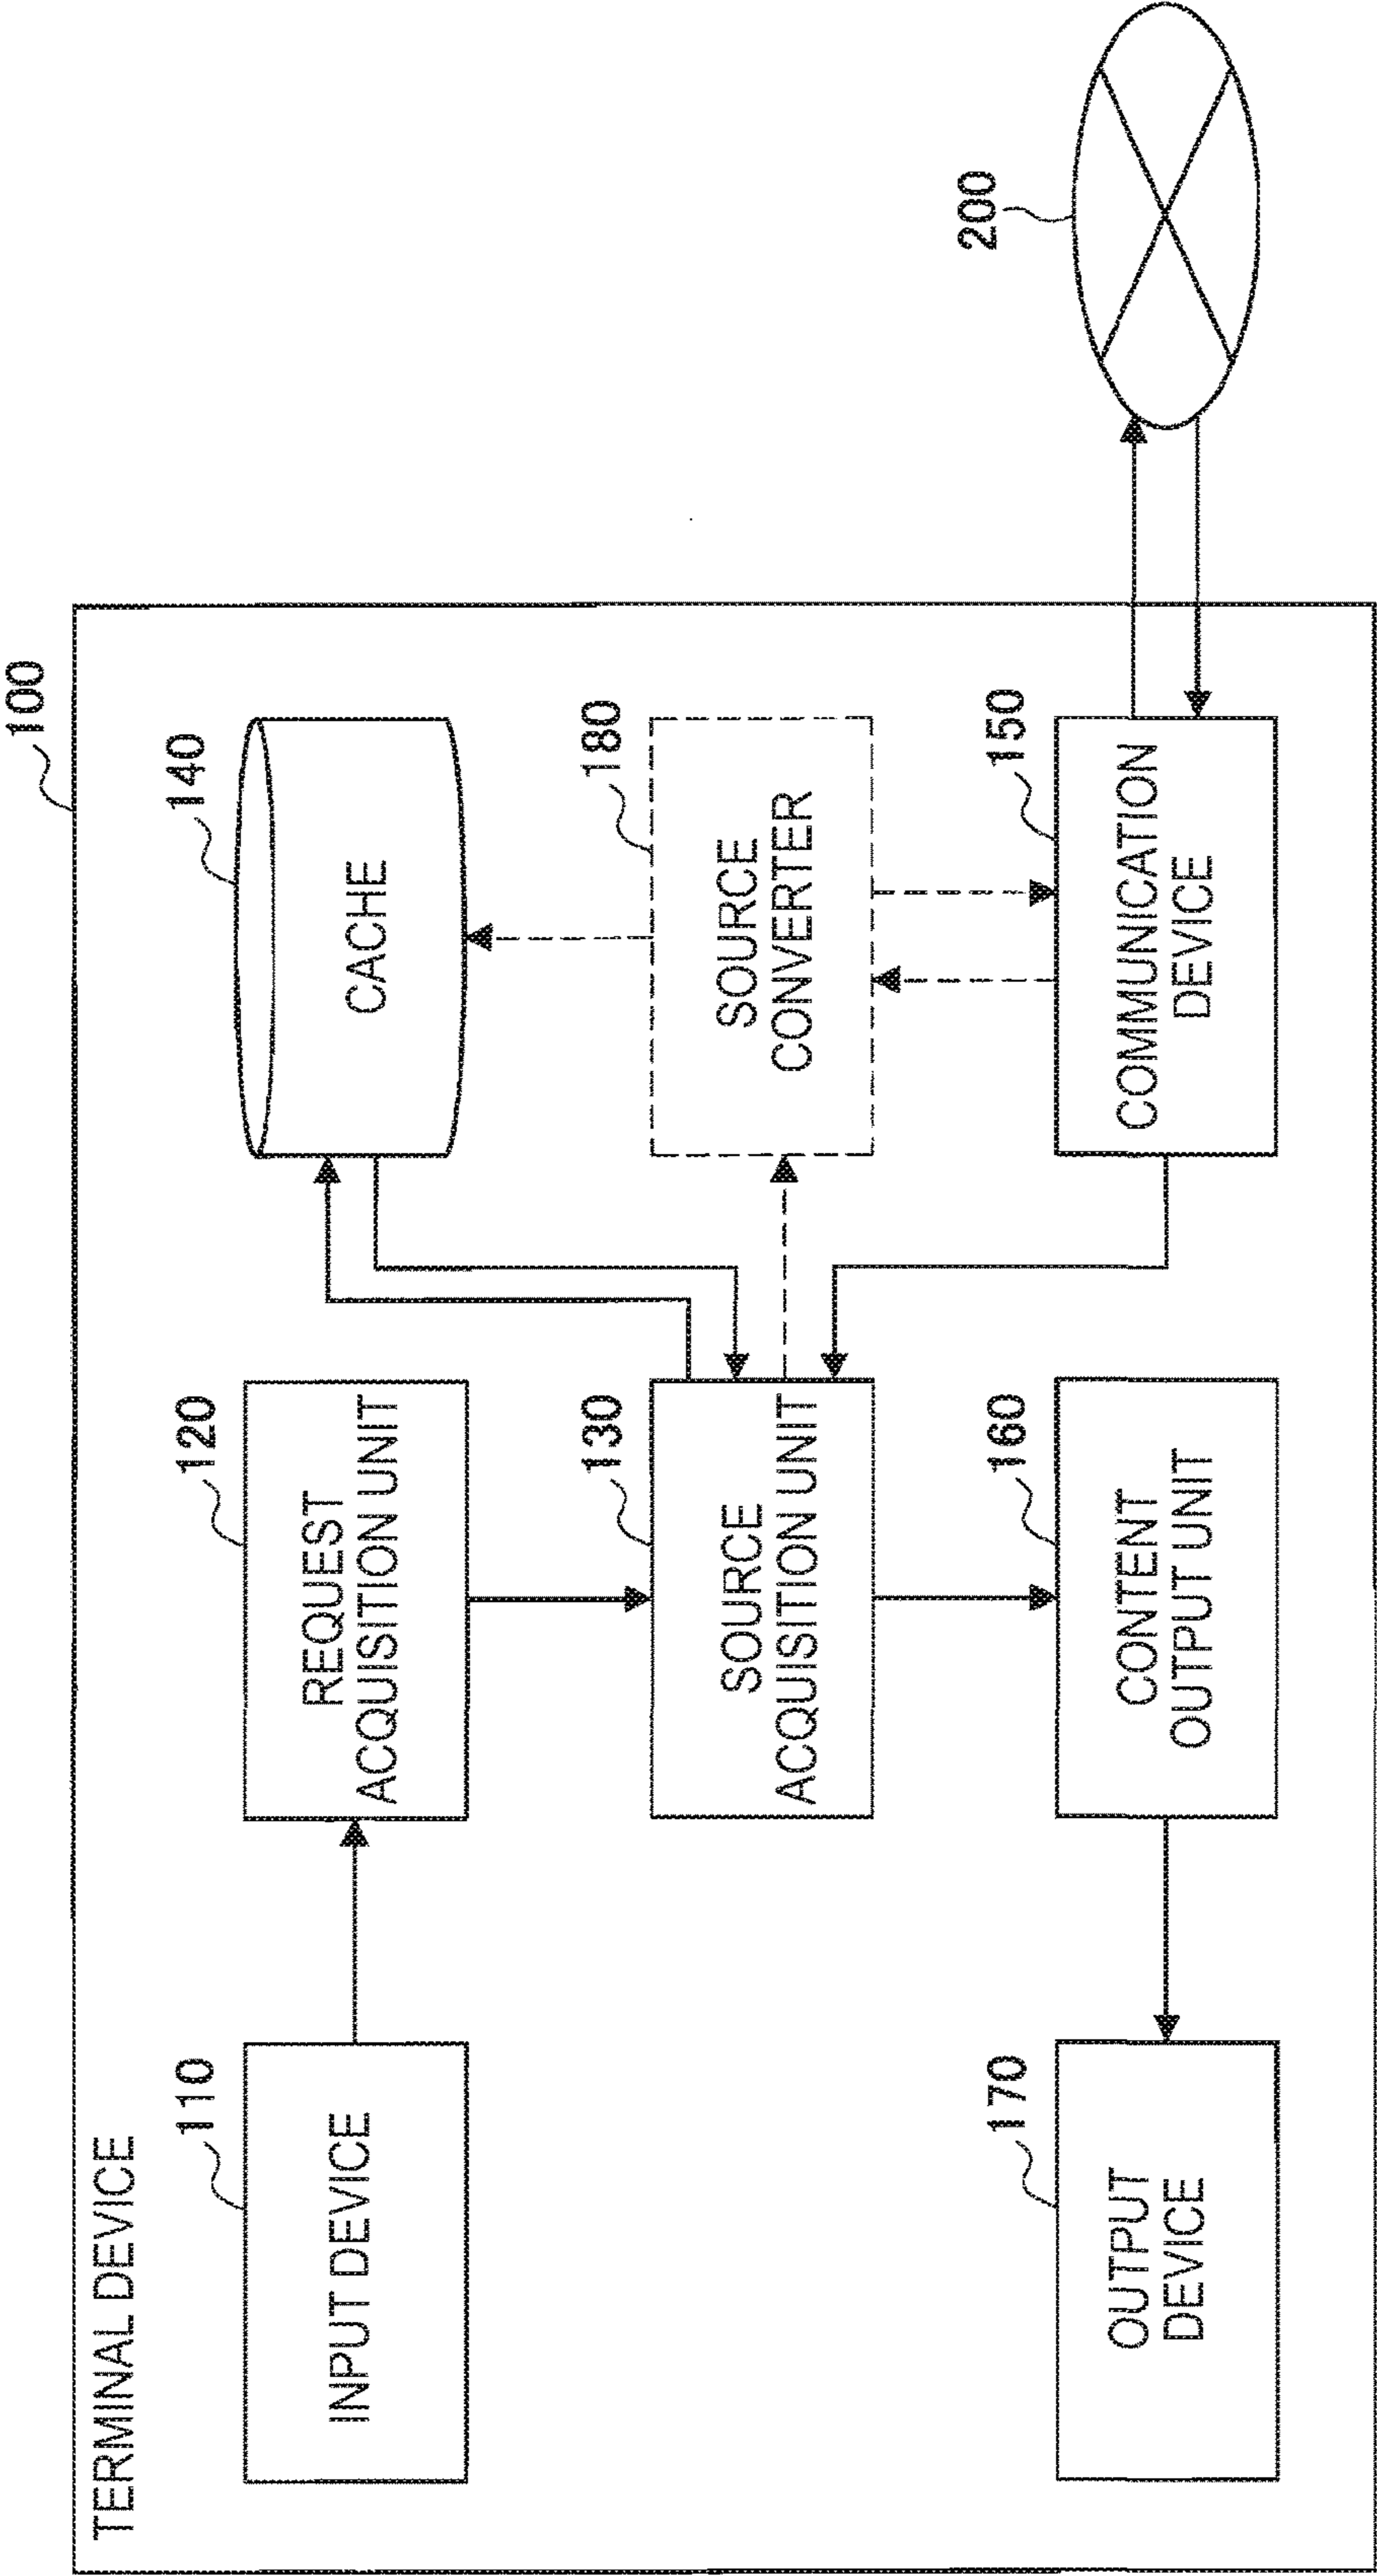 100
TERMINAL DEVICE
110
INPUT DEVICE
120
REQUEST
ACQUISITION UNIT
140
CACHE
130
SOURCE
ACQUISITION UNIT
180
SOURCE
CONVERTER
170
OUTPUT
DEVICE
160
CONTENT
OUTPUT UNIT
150
COMMUNICATION
DEVICE
200